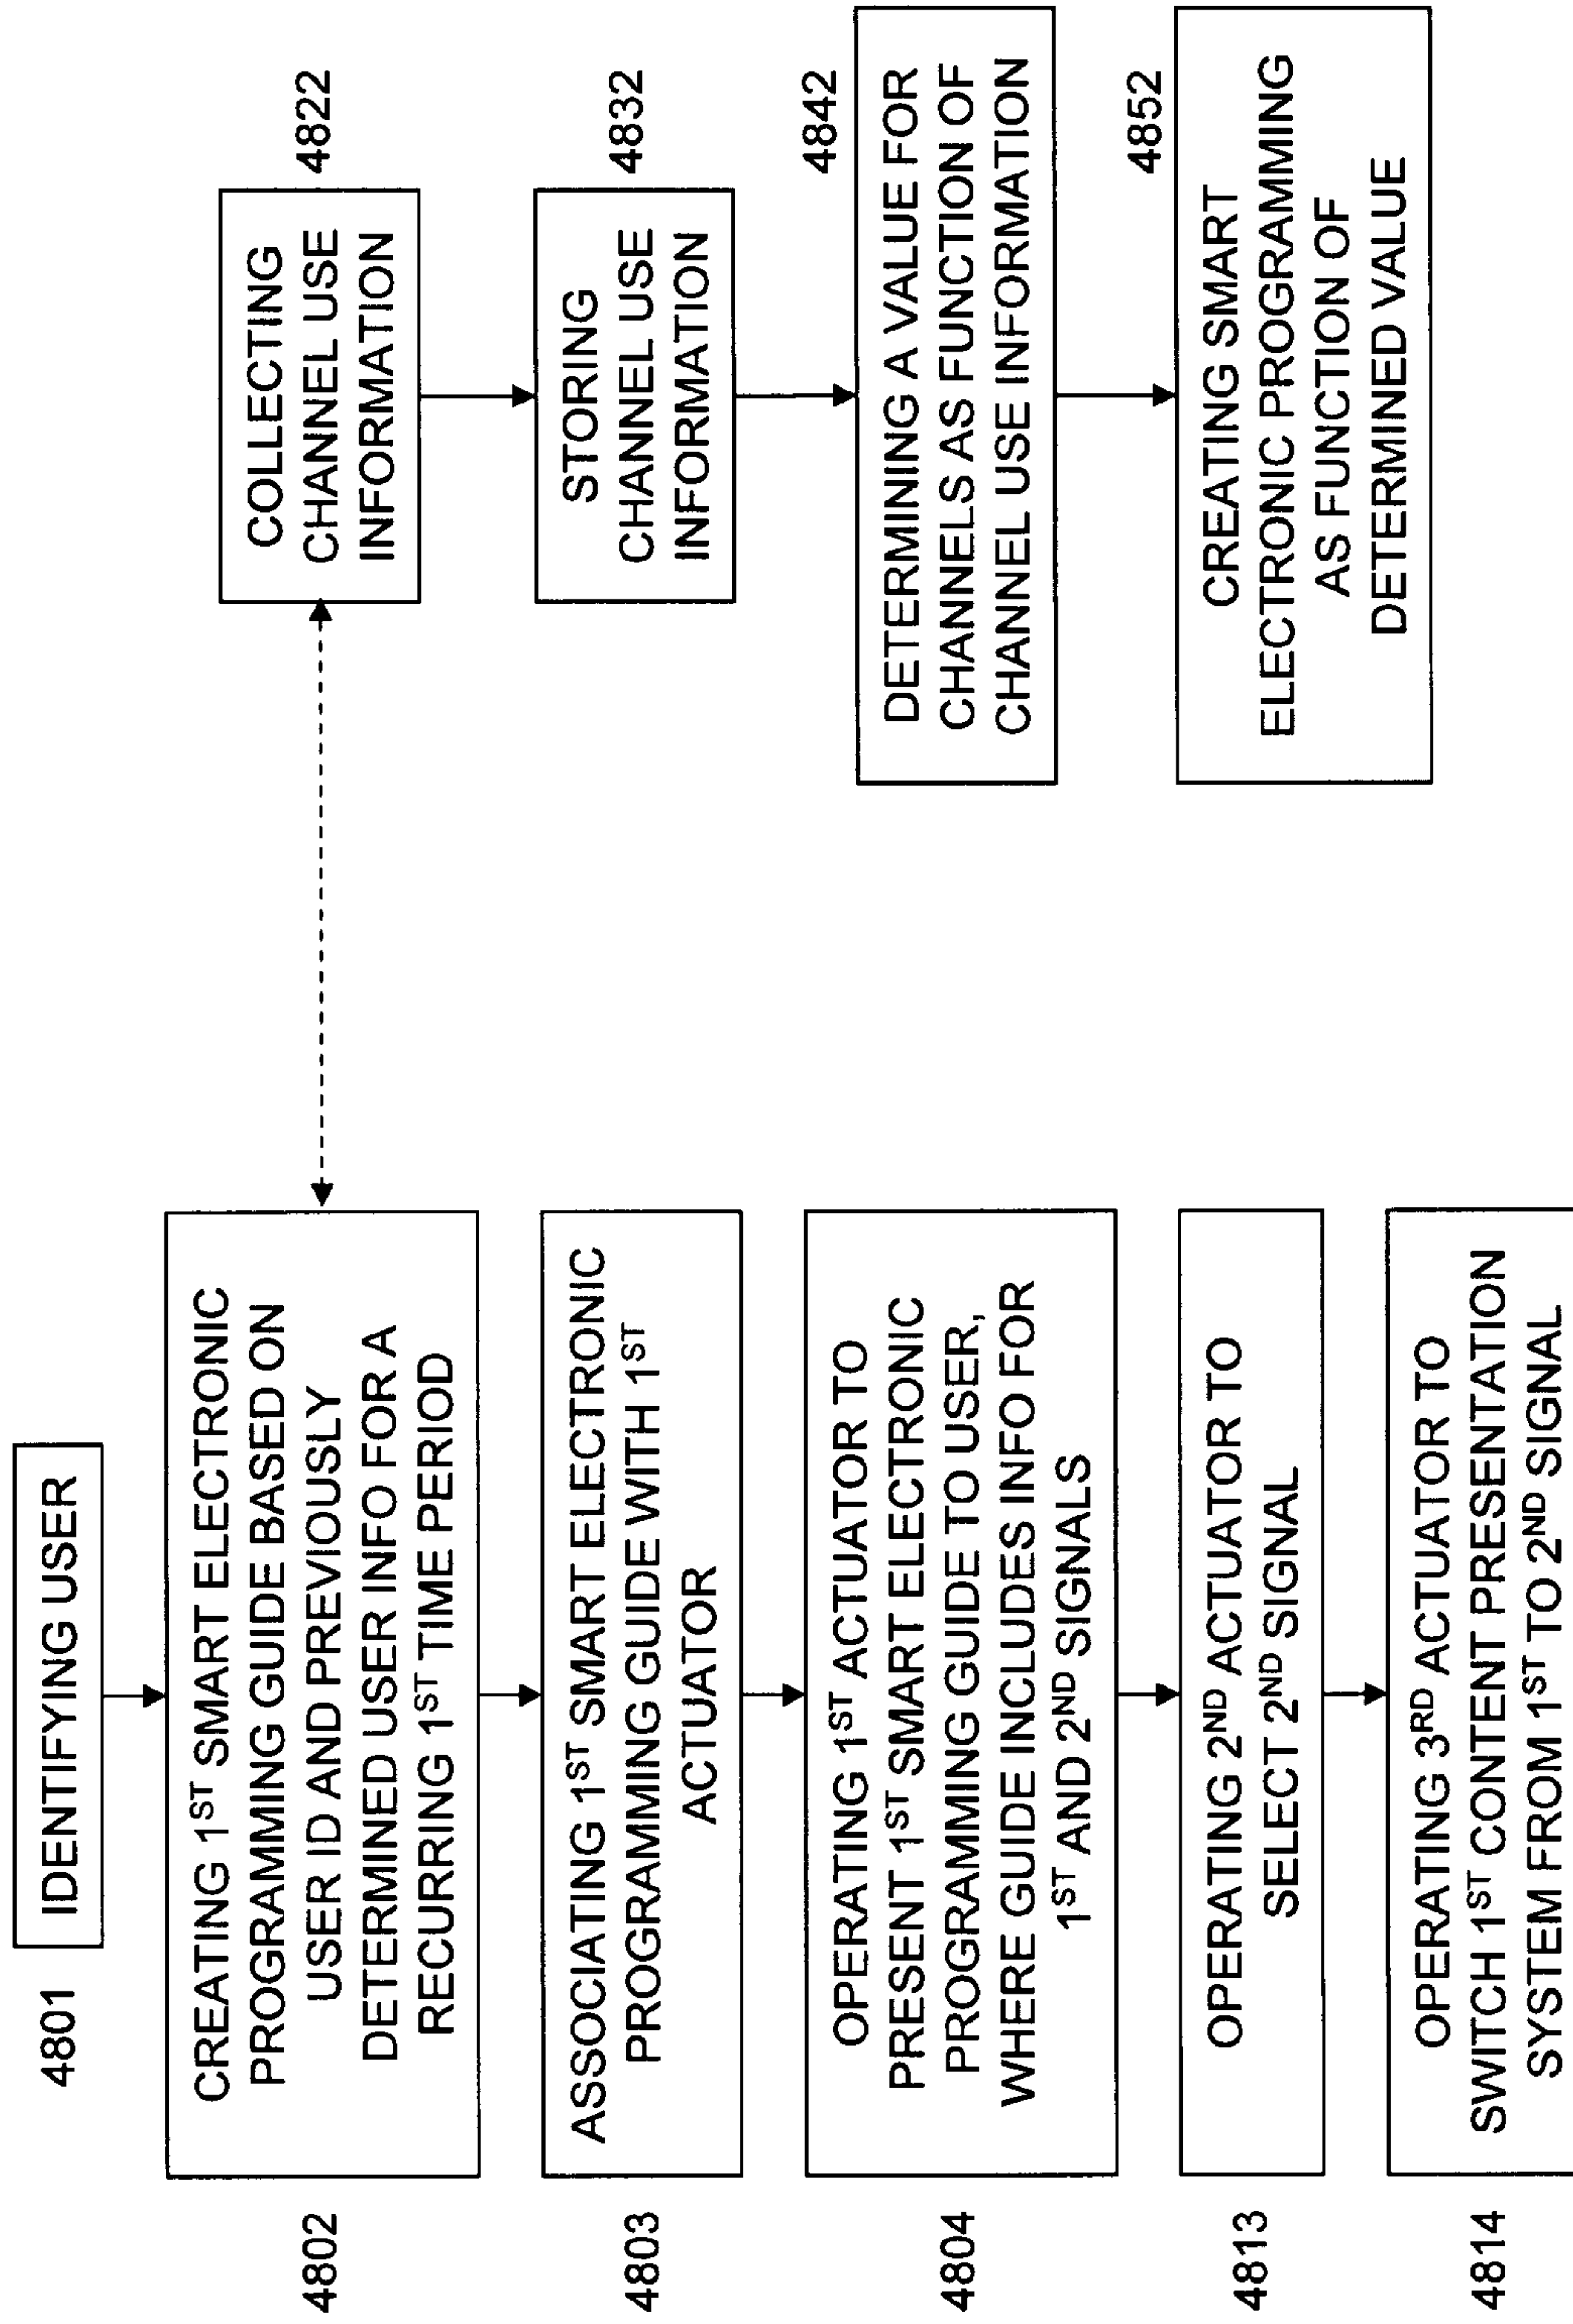 4801
IDENTIFYING USER
4802
CREATING 1ST SMART ELECTRONIC
PROGRAMMING GUIDE BASED ON
USER ID AND PREVIOUSLY
DETERMINED USER INFO FOR A
RECURRING 1ST TIME PERIOD
4803
ASSOCIATING 1ST SMART ELECTRONIC
PROGRAMMING GUIDE WITH 1ST
ACTUATOR
4804
OPERATING 1ST ACTUATOR TO
PRESENT 1ST SMART ELECTRONIC
PROGRAMMING GUIDE TO USER,
WHERE GUIDE INCLUDES INFO FOR
1ST AND 2ND SIGNALS
4813
OPERATING 2ND ACTUATOR TO
SELECT 2ND SIGNAL
4814
OPERATING 3RD ACTUATOR TO
SWITCH 1ST CONTENT PRESENTATION
SYSTEM FROM 1ST TO 2ND SIGNAL
4822
COLLECTING
CHANNEL USE
INFORMATION
4832
STORING
CHANNEL USE
INFORMATION
4842
DETERMINING A VALUE FOR
CHANNELS AS FUNCTION OF
CHANNEL USE INFORMATION
4852
CREATING SMART
ELECTRONIC PROGRAMMING
AS FUNCTION OF
DETERMINED VALUE